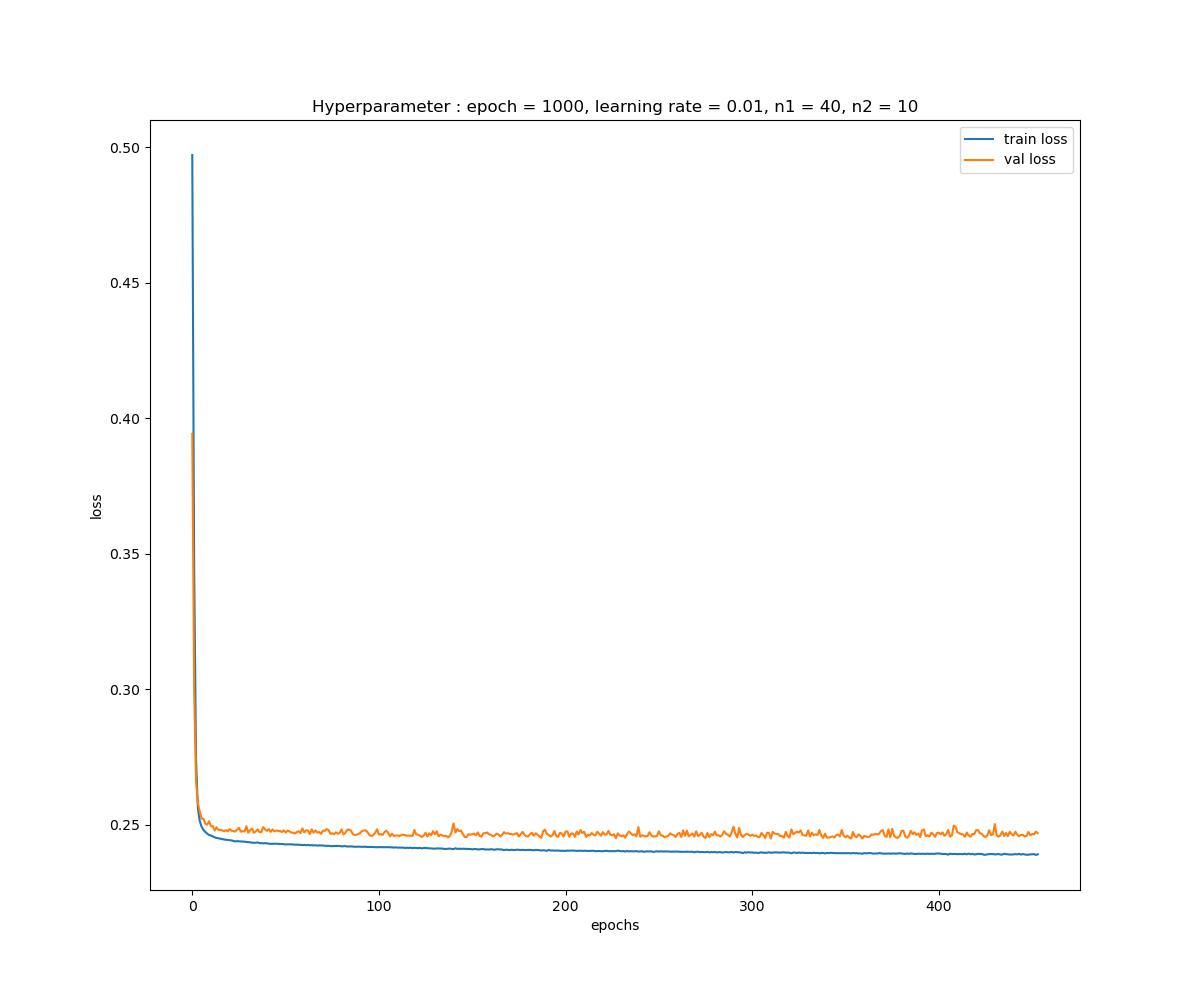 Hyperparameter : epoch = 1000, learning rate = 0.01, n1 = 40, n2 = 10
train loss
val loss
0.50
0.45
0.40
0.35
0.30
0.25
loss
0 100 200 300 400
epochs